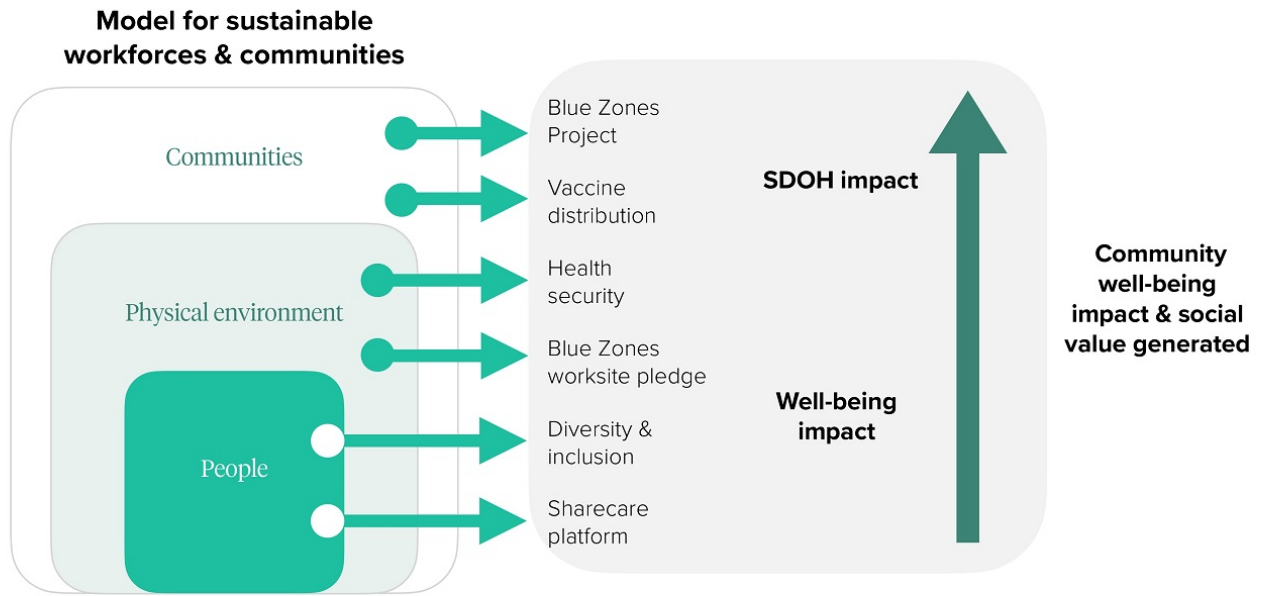 Model for sustainable
workforces & communities
Communities
Physical environment
People
Blue Zones
Project
Vaccine
distribution
Health
security
Blue Zones
worksite pledge
Diversity &
inclusion
Sharecare
platform
SDOH impact
Well-being
impact
Community
well-being
impact & social
value generated